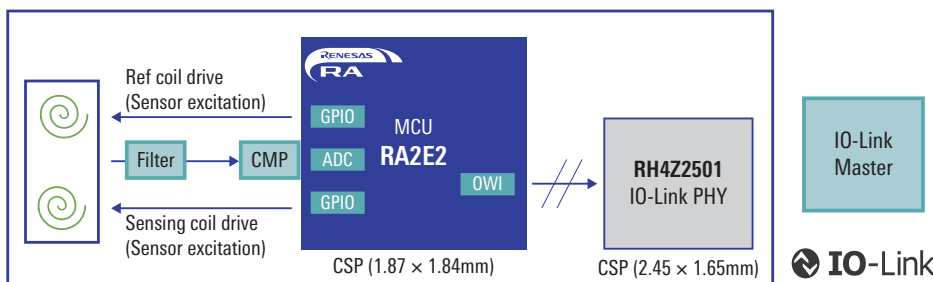 RENESAS
RA
Ref coil drive
(Sensor excitation)
GPIO
MCU
RA2E2
Filter
CMP
ADC
OWI
GPIO
Sensing coil drive
(Sensor excitation)
CSP (1.87 × 1.84mm)
RH4Z2501
IO-Link PHY
CSP (2.45 × 1.65mm)
IO-Link
Master
IO-Link